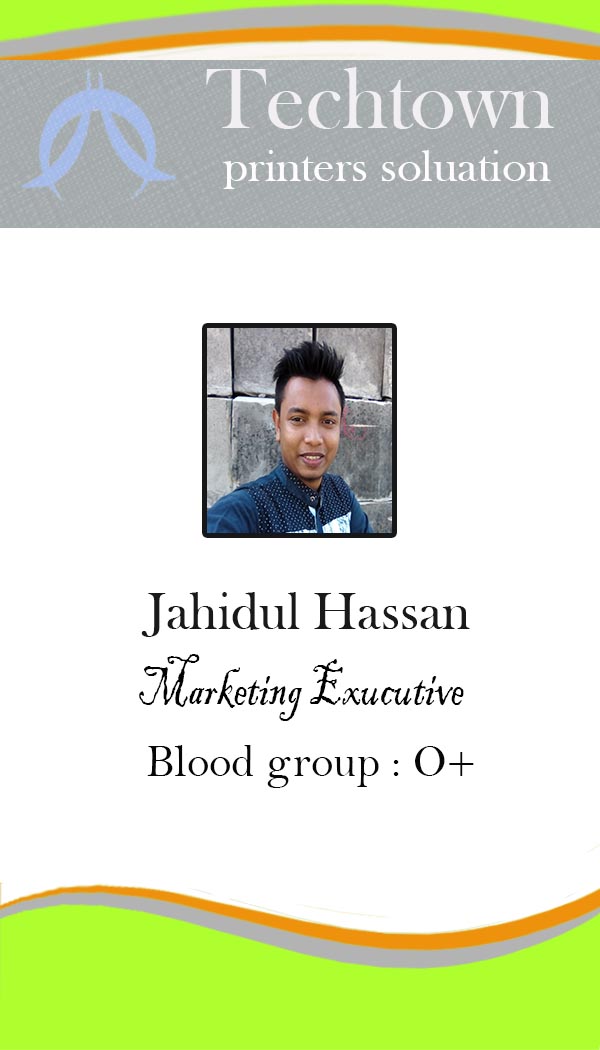 Techtown
printers soluation
Jahidul Hassan
Marketing Exucutive
Blood group : O+